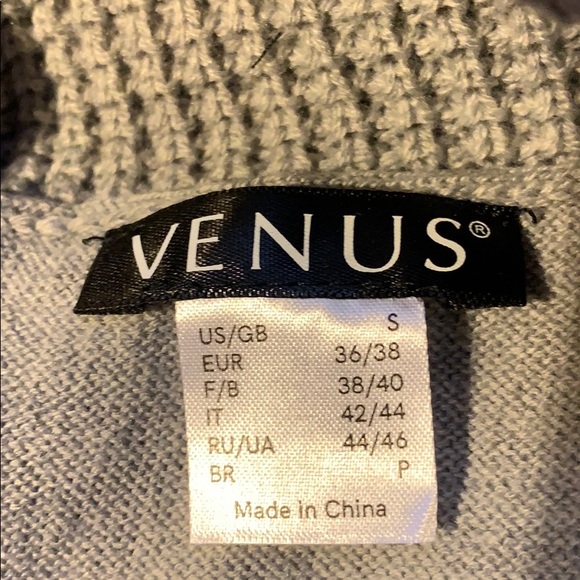 VENUS®
US/GB S
EUR 36/38
F/B 38/40
IT 42/44
RU/UA 44/46
BR P
Made in China